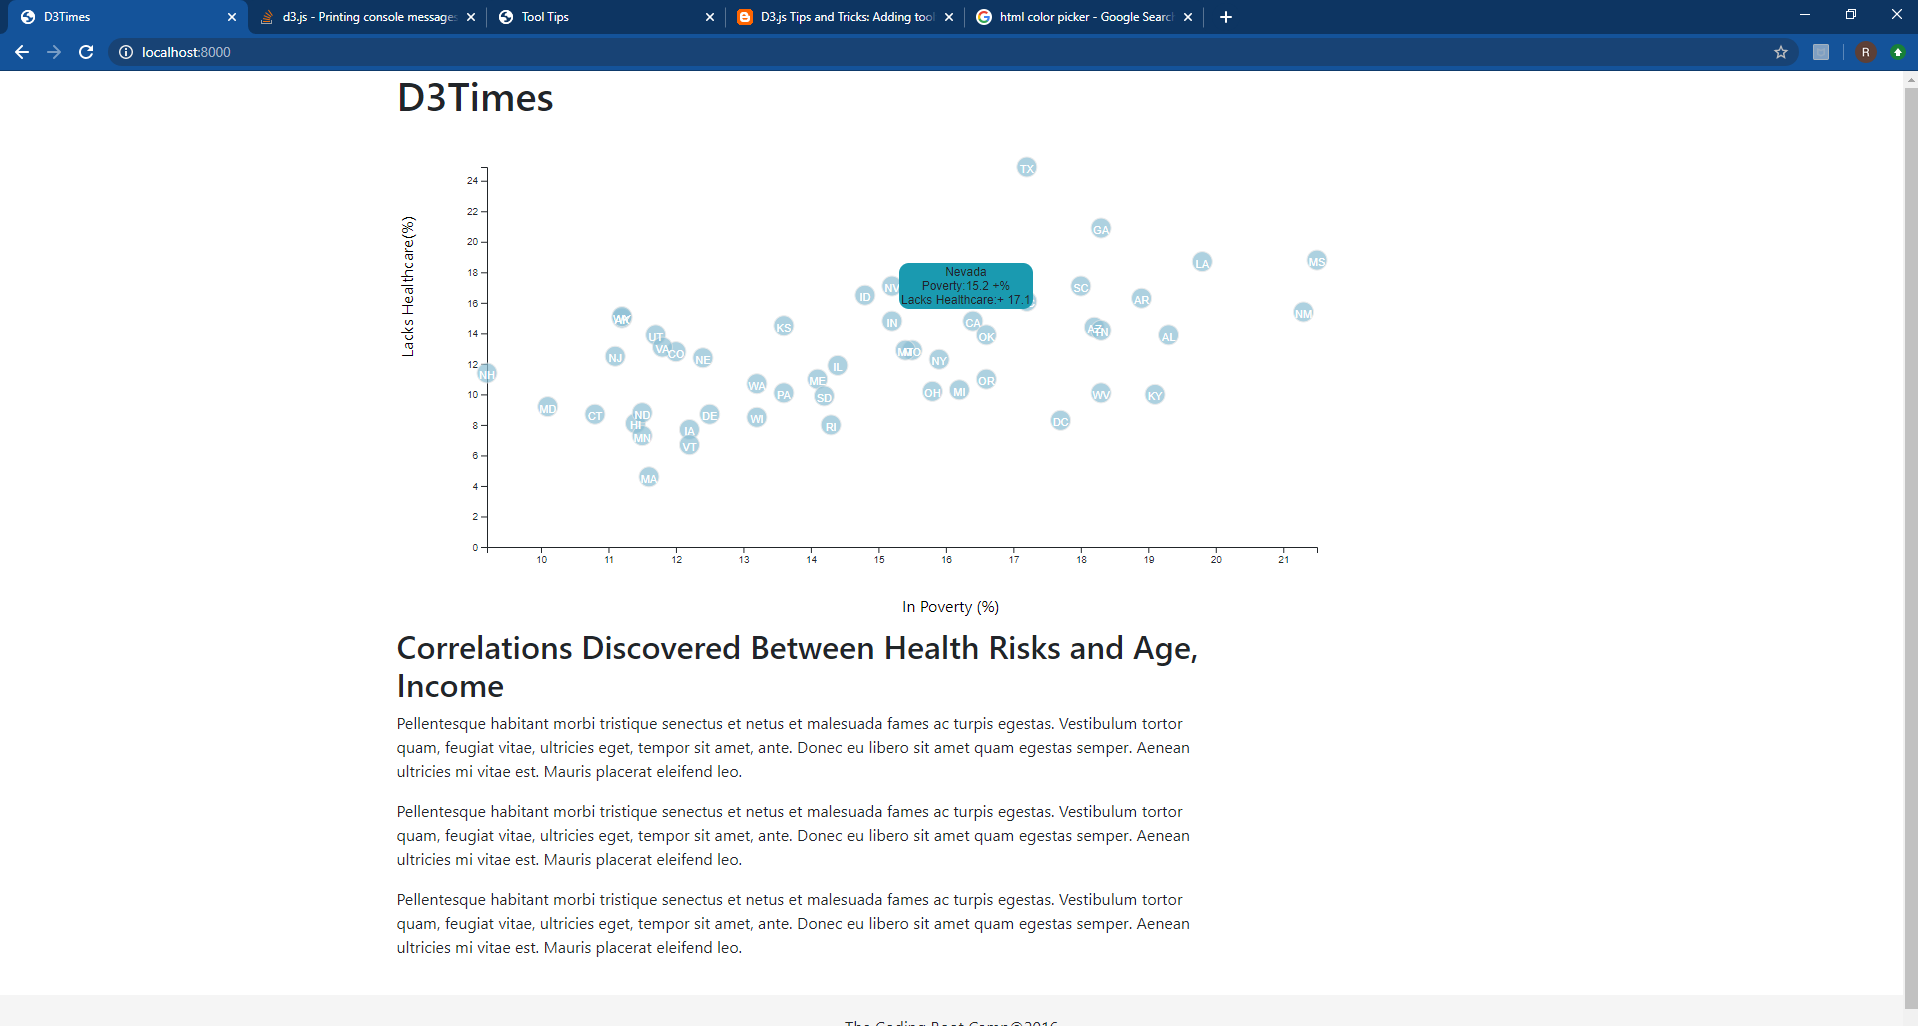 D3Times
d3.js - Printing console messages
Tool Tips
D3.js Tips and Tricks: Adding tool
html color picker - Google Search
localhost:8000
R
D3Times
Lacks Healthcare(%)
24
22
20
18
16
14
12
10
8
6
4
2
0
TX
GA
LA
MS
Nevada
Poverty:15.2 +%
Lacks Healthcare:+ 17.1
NV
ID
SC
AR
NM
KS
IN
CA
OK
AZ
TN
AL
UT
VA
CO
NJ
NE
NY
NH
IL
ME
SD
WA
PA
OH
MI
OR
WV
KY
MD
CT
ND
HI
MN
DE
WI
RI
DC
IA
VT
MA
10
11
12
13
14
15
16
17
18
19
20
21
In Poverty (%)
Correlations Discovered Between Health Risks and Age,
Income
Pellentesque habitant morbi tristique senectus et netus et malesuada fames ac turpis egestas. Vestibulum tortor
quam, feugiat vitae, ultricies eget, tempor sit amet, ante. Donec eu libero sit amet quam egestas semper. Aenean
ultricies mi vitae est. Mauris placerat eleifend leo.
Pellentesque habitant morbi tristique senectus et netus et malesuada fames ac turpis egestas. Vestibulum tortor
quam, feugiat vitae, ultricies eget, tempor sit amet, ante. Donec eu libero sit amet quam egestas semper. Aenean
ultricies mi vitae est. Mauris placerat eleifend leo.
Pellentesque habitant morbi tristique senectus et netus et malesuada fames ac turpis egestas. Vestibulum tortor
quam, feugiat vitae, ultricies eget, tempor sit amet, ante. Donec eu libero sit amet quam egestas semper. Aenean
ultricies mi vitae est. Mauris placerat eleifend leo.
The Coding Boot Camp©2016